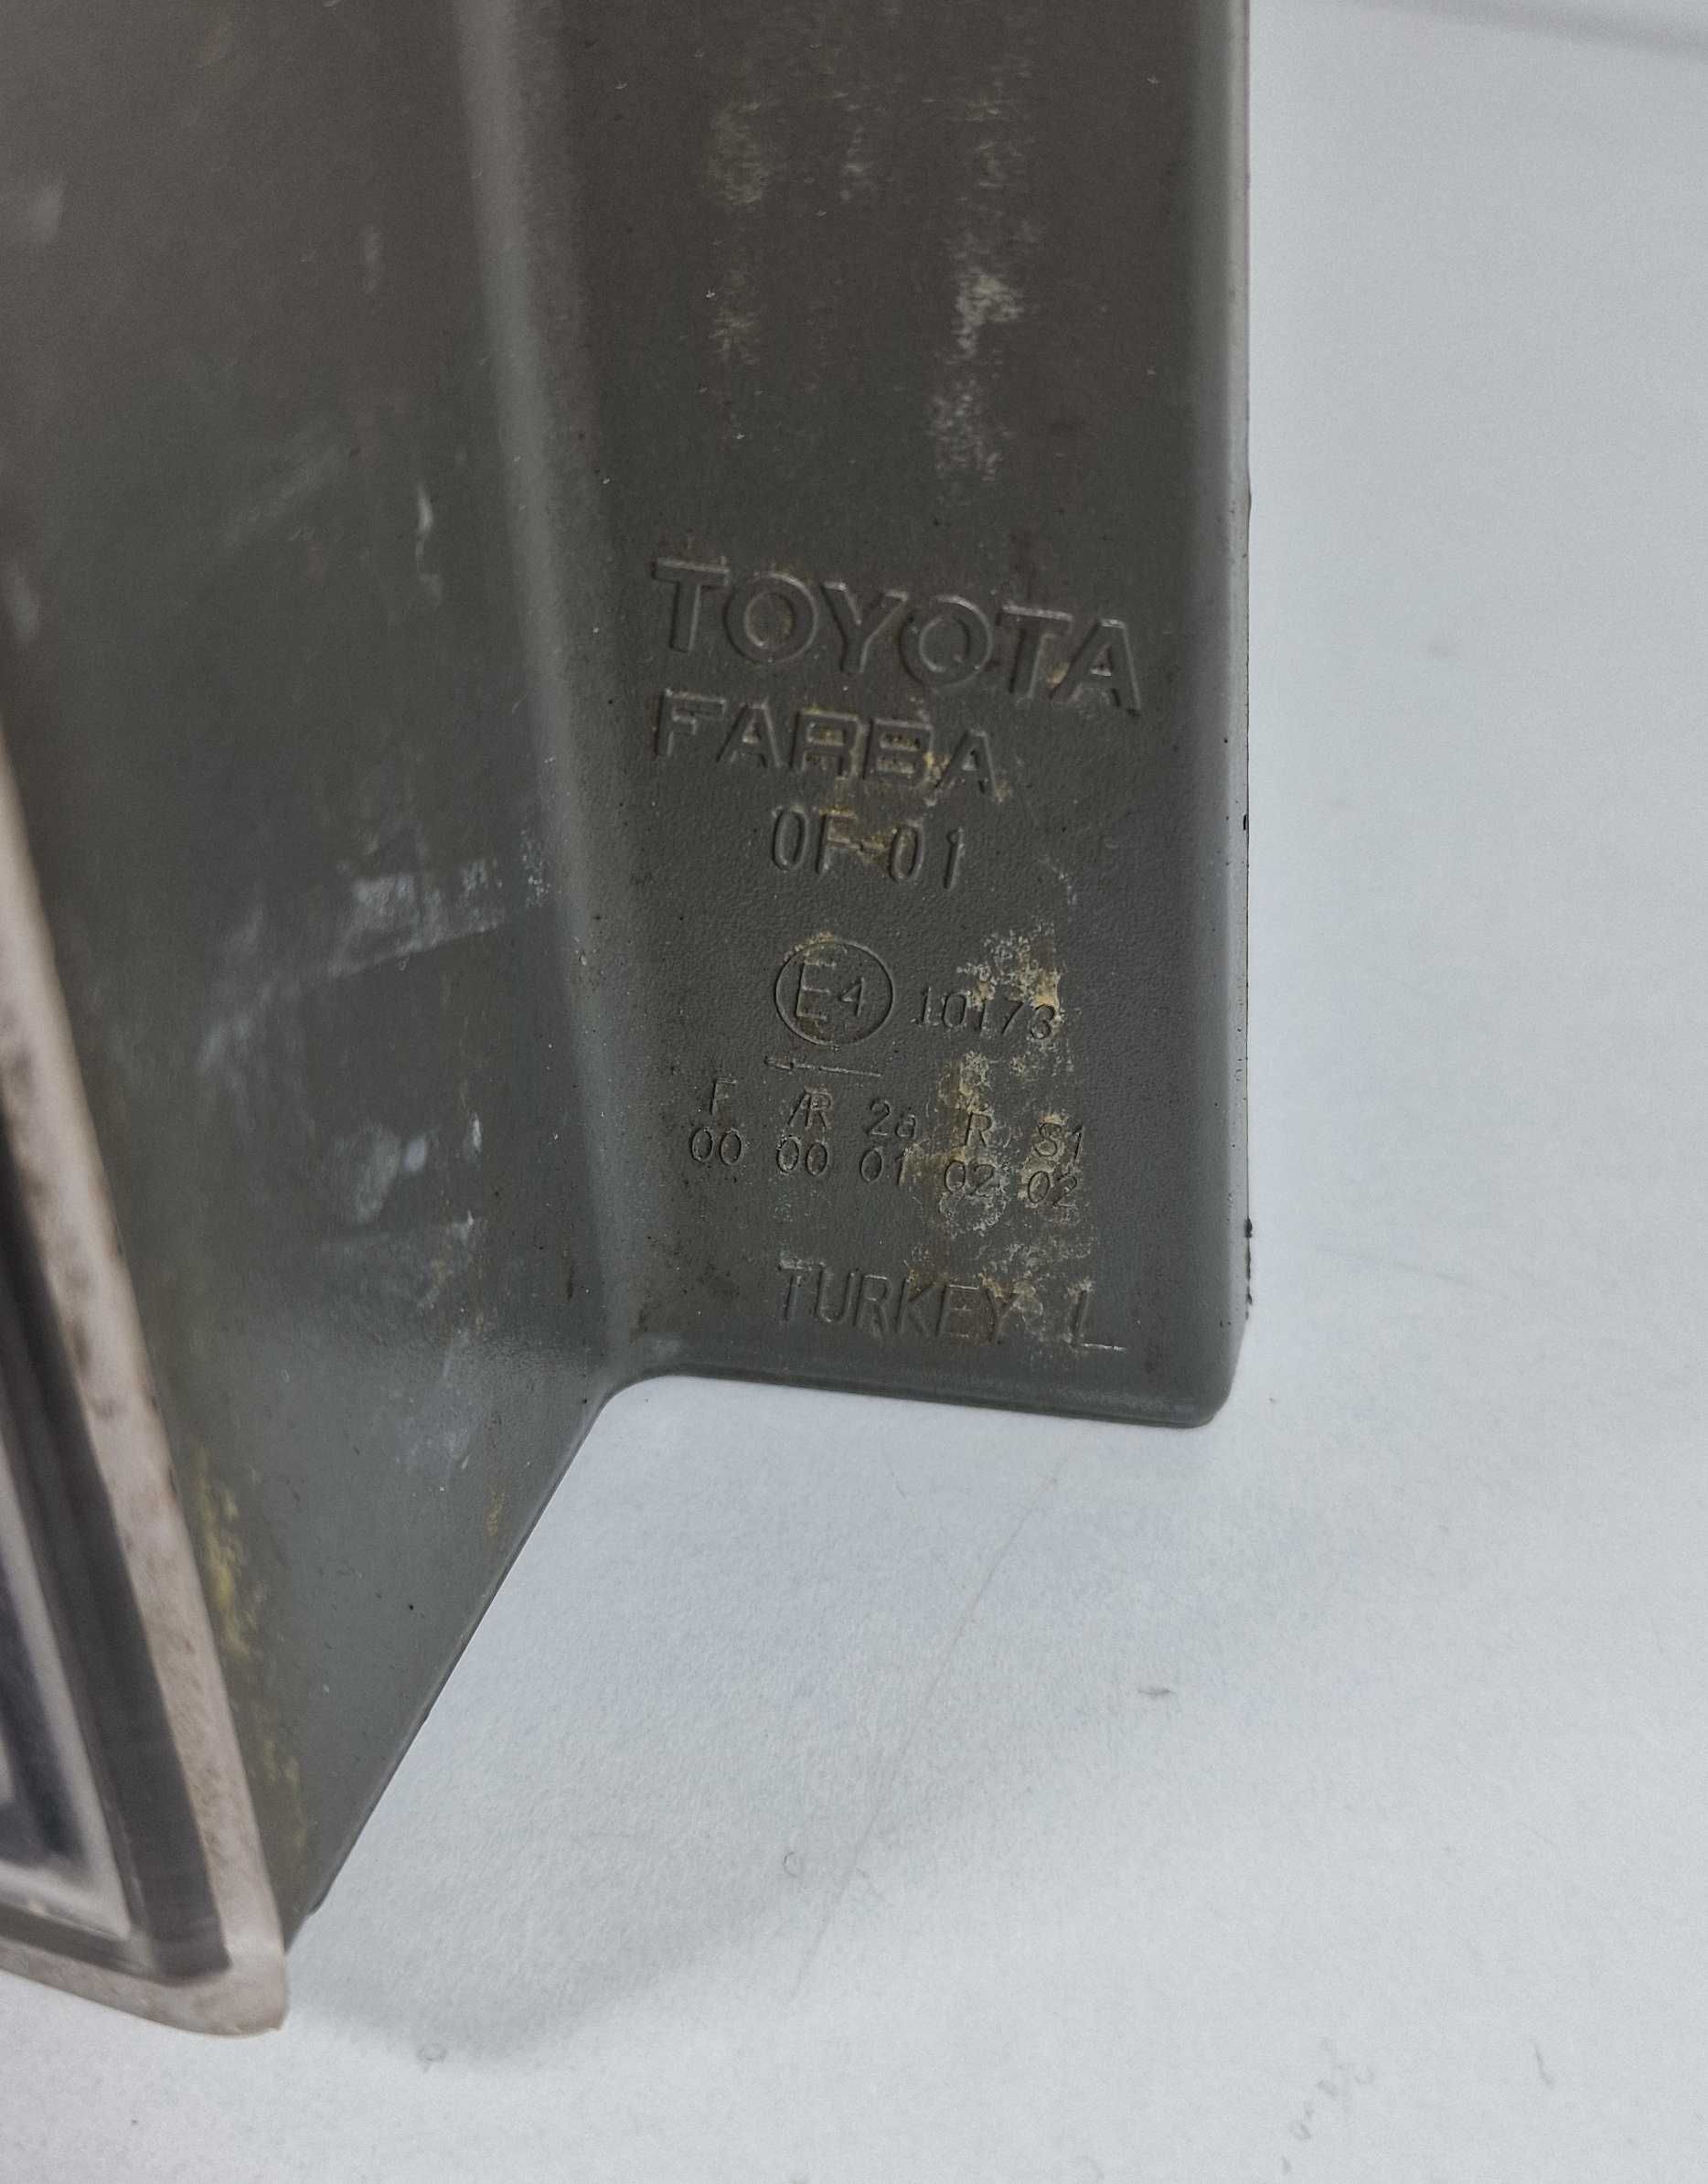 TOYOTA
FARBA
0F-01
E4 10173
F AR 2a R S1
00 00 01 02 02
TURKEY L